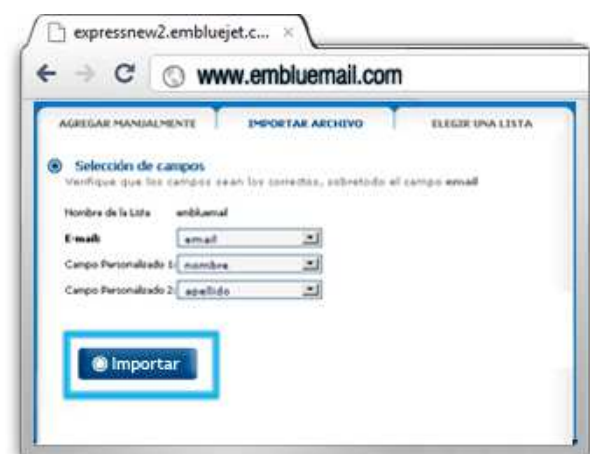 expressnew2.embluejet.c...
www.embluemail.com
AGREGAR MANUALMENTE IMPORTAR ARCHIVO ELEGIR UNA LISTA
Selección de campos
Verifique que los campos sean los correctos, sobretodo el campo email
Nombre de la Lista embluemail
E-mail: email
Campo Personalizado 1: nombre
Campo Personalizado 2: apellido
Importar